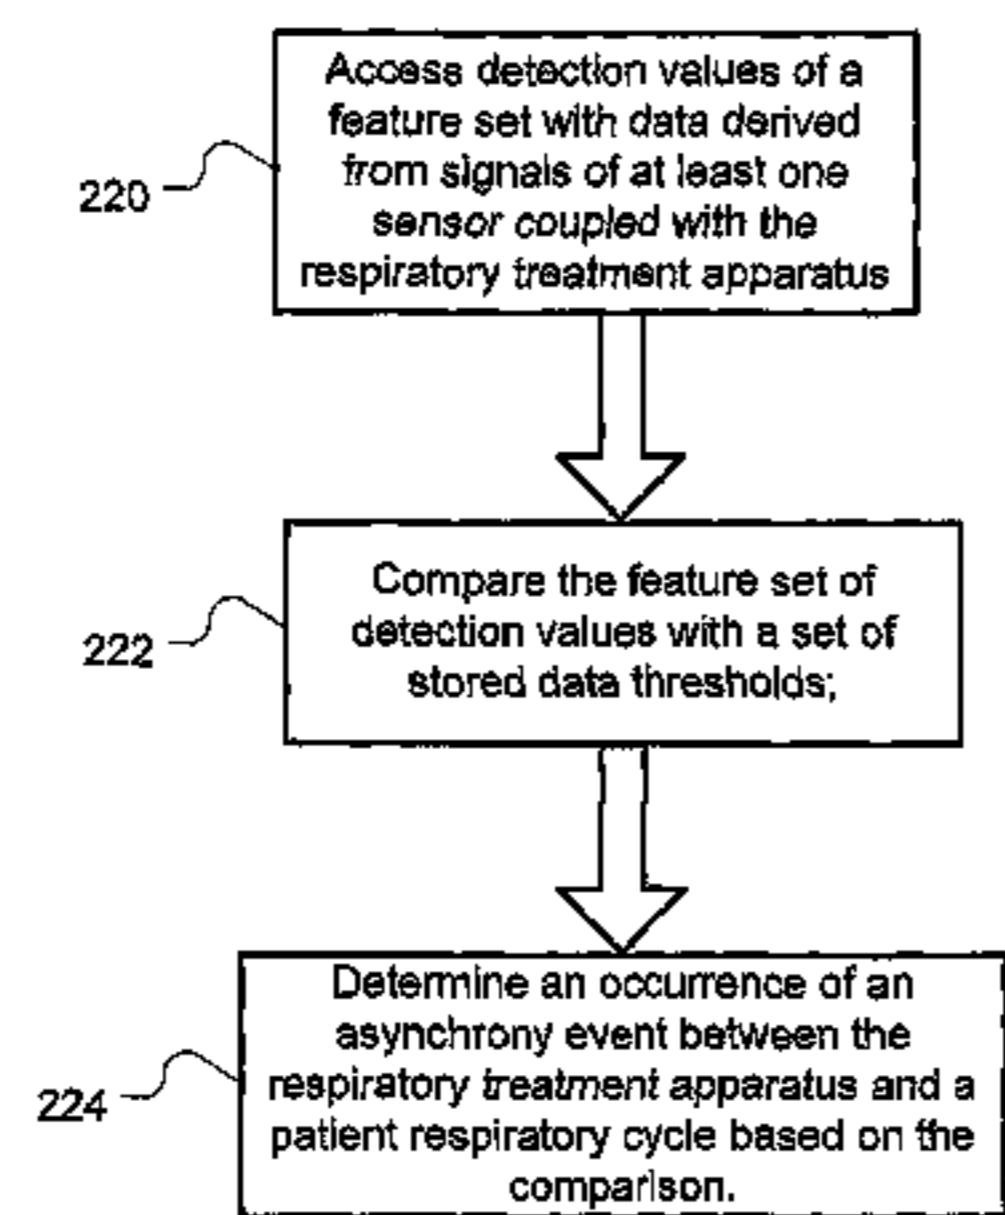 Access detection values of a
feature set with data derived
from signals of at least one
sensor coupled with the
respiratory treatment apparatus
220
Compare the feature set of
detection values with a set of
stored data thresholds;
222
Determine an occurrence of an
asynchrony event between the
respiratory treatment apparatus and a
patient respiratory cycle based on the
comparison.
224